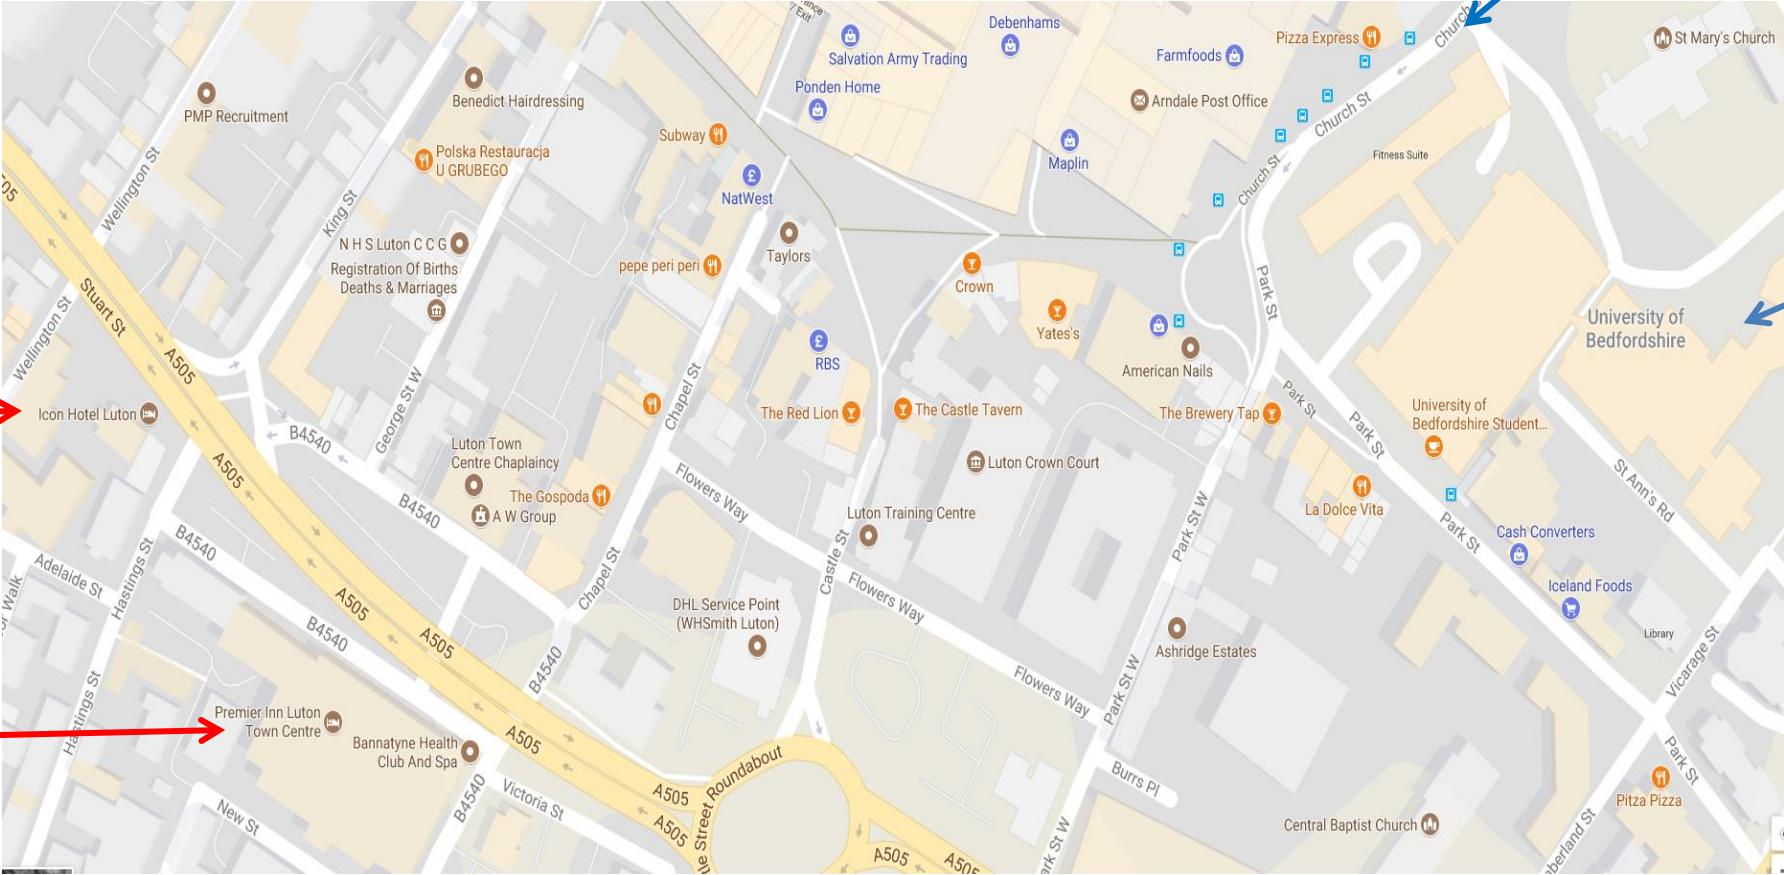 Debenhams
Salvation Army Trading
Pizza Express
Church
St Mary's Church
Farmfoods
Ponden Home
Benedict Hairdressing
PMP Recruitment
Arndale Post Office
Church St
Subway
Polska Restauracja
U GRUBEGO
Maplin
Fitness Suite
NatWest
Church St
Wellington St
King St
N H S Luton C C G
Registration Of Births
Deaths & Marriages
Taylors
pepe peri peri
Crown
Park St
Stuart St
Wellington St
A505
Yates's
University of
Bedfordshire
RBS
American Nails
George St W
Chapel St
Icon Hotel Luton
The Red Lion
The Castle Tavern
The Brewery Tap
Park St
Park St
University of
Bedfordshire Student...
B4540
Luton Town
Centre Chaplaincy
A505
Luton Crown Court
Flowers Way
The Gospoda
A W Group
B4540
Luton Training Centre
La Dolce Vita
St Ann's Rd
Park St W
Park St
Cash Converters
B4540
Adelaide St
Hastings St
Walk
Castle St
Chapel St
Flowers Way
Iceland Foods
A505
DHL Service Point
(WHSmith Luton)
Library
B4540
A505
Ashridge Estates
Vicarage St
B4540
Flowers Way
Park St W
Hastings St
Premier Inn Luton
Town Centre
Bannatyne Health
Club And Spa
A505
Park St
Burrs Pl
A505
Street Roundabout
Victoria St
B4540
New St
Pitza Pizza
Central Baptist Church
A505
A505